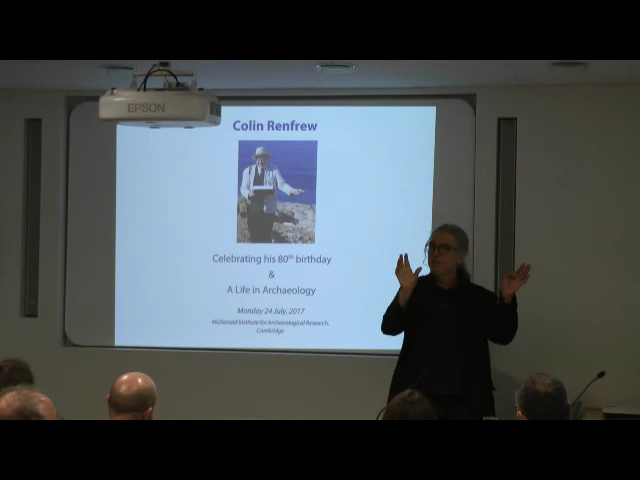 EPSON
Colin Renfrew
Celebrating his 80th birthday
&
A Life in Archaeology
Monday 24 July, 2017
McDonald Institute for Archaeological Research,
Cambridge